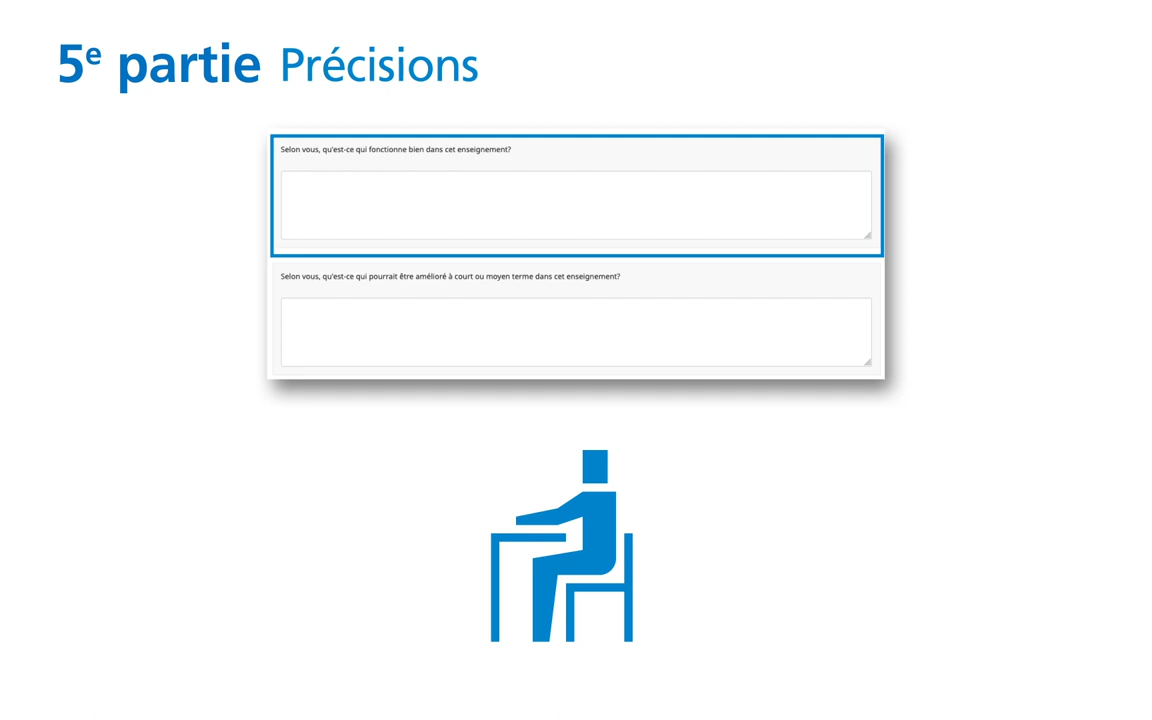 5e partie Précisions
Selon vous, qu'est-ce qui fonctionne bien dans cet enseignement?
Selon vous, qu'est-ce qui pourrait être amélioré à court ou moyen terme dans cet enseignement?